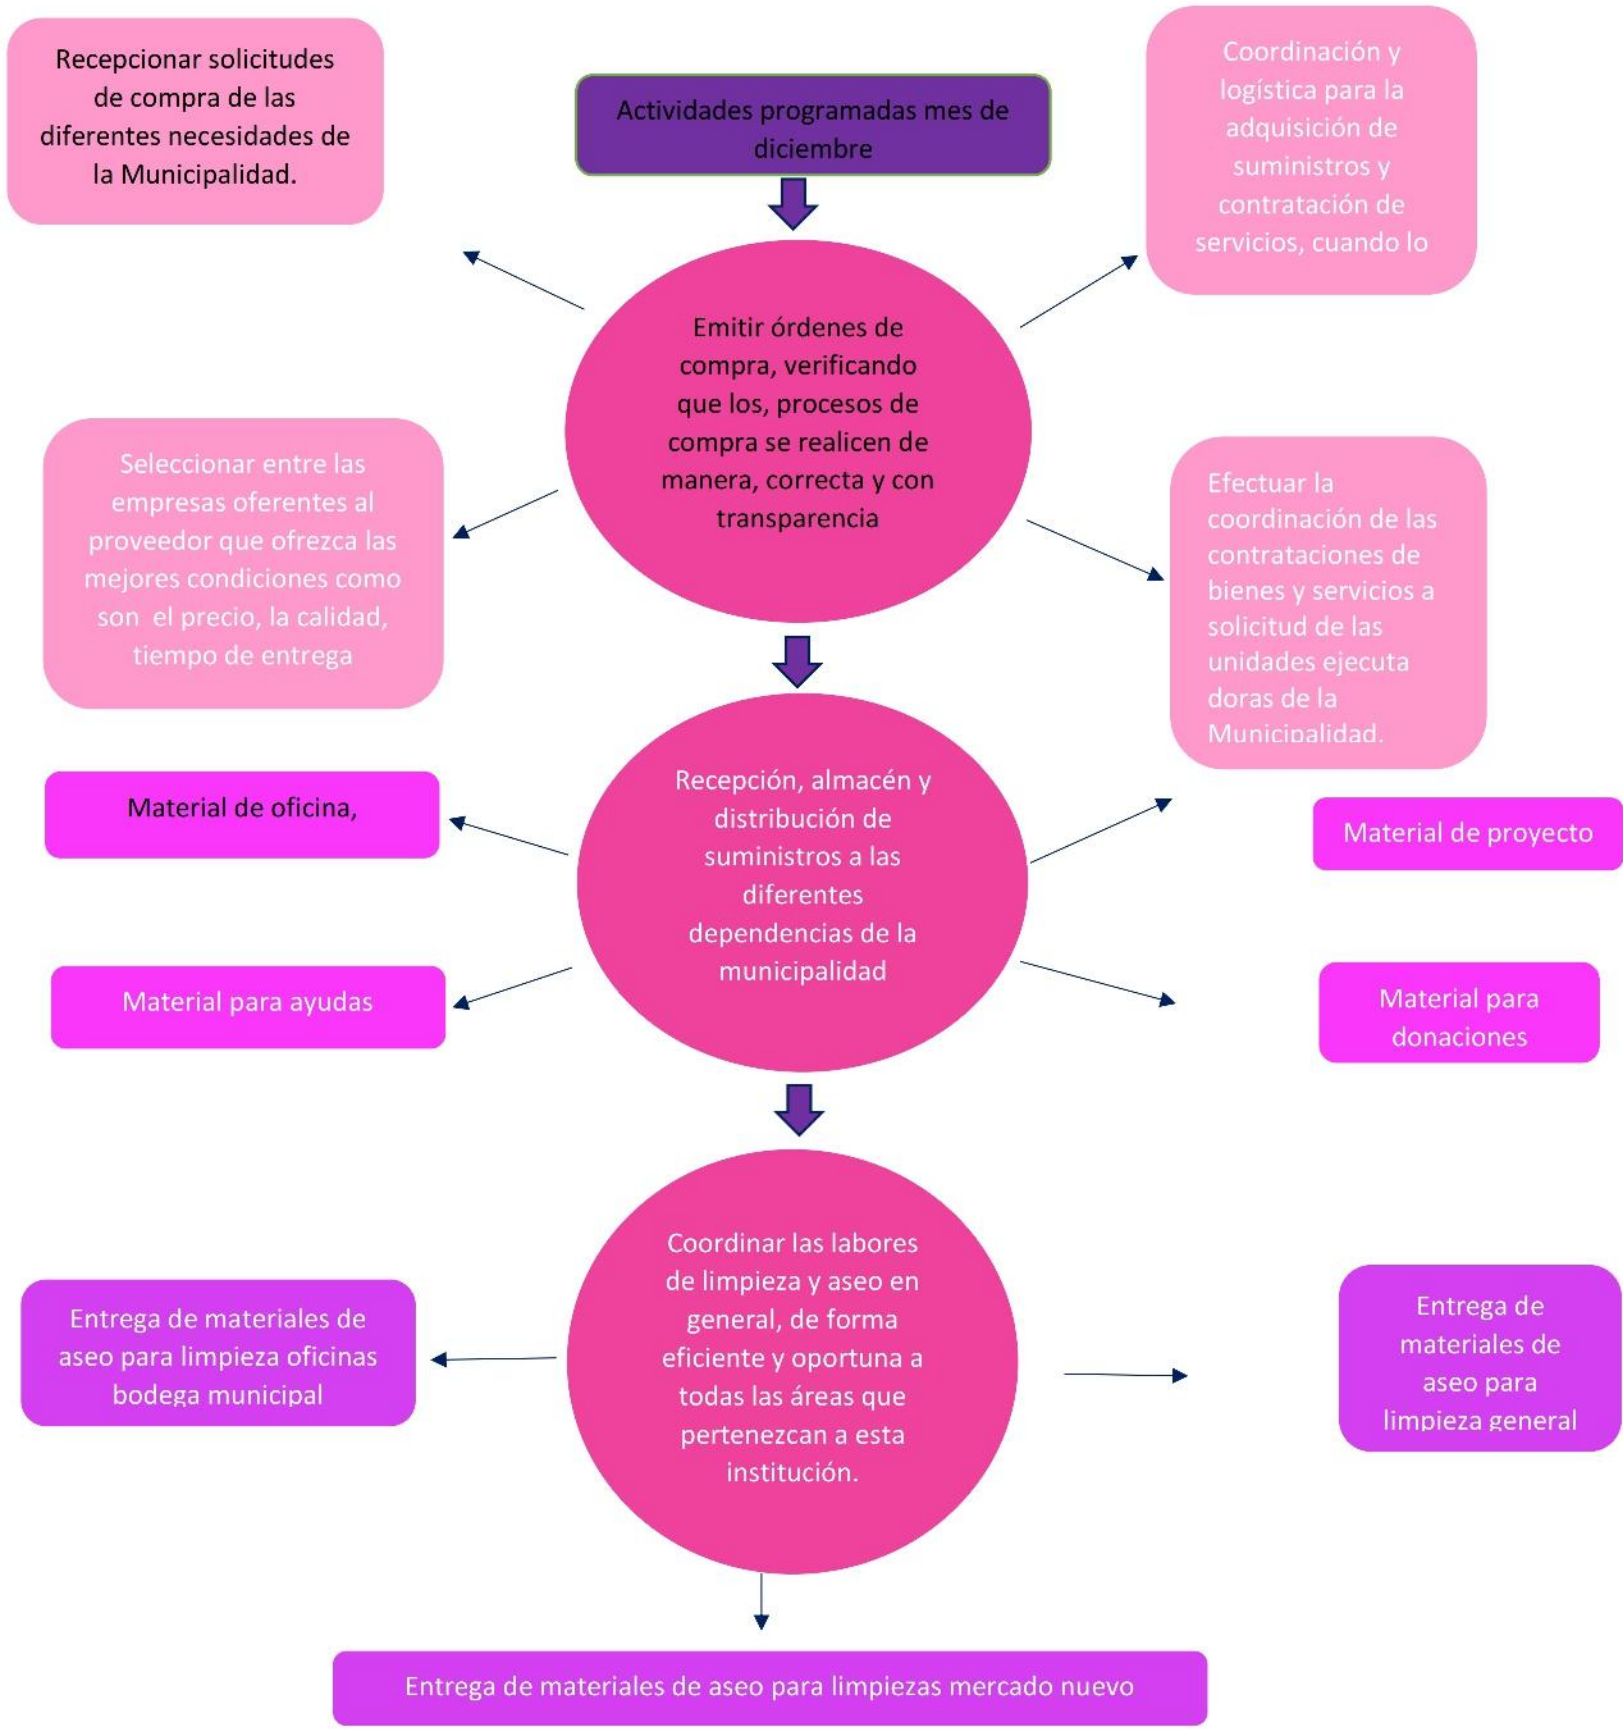 Recepcionar solicitudes
de compra de las
diferentes necesidades de
la Municipalidad.
Actividades programadas mes de
diciembre
Coordinación y
logística para la
adquisición de
suministros y
contratación de
servicios, cuando lo
Emitir órdenes de
compra, verificando
que los, procesos de
compra se realicen de
manera, correcta y con
transparencia
Seleccionar entre las
empresas oferentes al
proveedor que ofrezca las
mejores condiciones como
son  el precio, la calidad,
tiempo de entrega
Efectuar la
coordinación de las
contrataciones de
bienes y servicios a
solicitud de las
unidades ejecuta
doras de la
Municipalidad.
Recepción, almacén y
distribución de
suministros a las
diferentes
dependencias de la
municipalidad
Material de oficina,
Material de proyecto
Material para ayudas
Material para
donaciones
Coordinar las labores
de limpieza y aseo en
general, de forma
eficiente y oportuna a
todas las áreas que
pertenezcan a esta
institución.
Entrega de materiales de
aseo para limpieza oficinas
bodega municipal
Entrega de
materiales de
aseo para
limpieza general
Entrega de materiales de aseo para limpiezas mercado nuevo